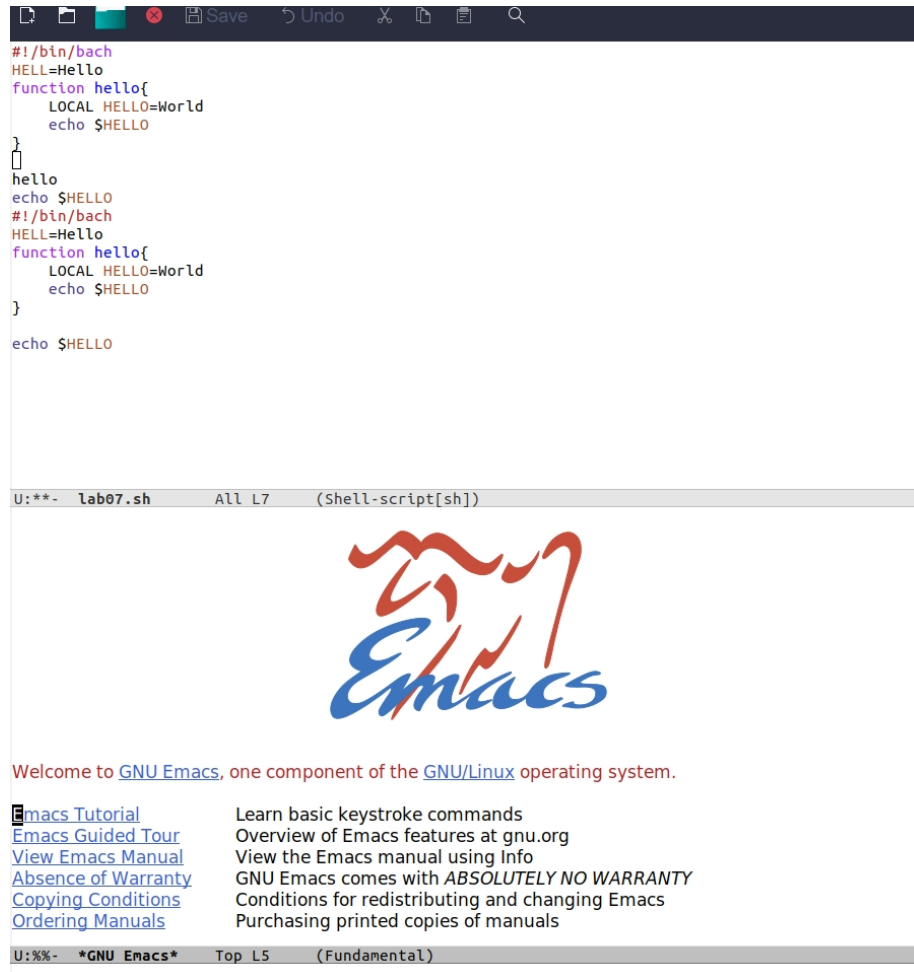 Save Undo
#!/bin/bach
HELL=Hello
function hello{
    LOCAL HELLO=World
    echo $HELLO
}
hello
echo $HELLO
#!/bin/bach
HELL=Hello
function hello{
    LOCAL HELLO=World
    echo $HELLO
}
echo $HELLO
U:**-  lab07.sh       All L7     (Shell-script[sh])
Emacs
Welcome to GNU Emacs, one component of the GNU/Linux operating system.
Emacs Tutorial Learn basic keystroke commands
Emacs Guided Tour Overview of Emacs features at gnu.org
View Emacs Manual View the Emacs manual using Info
Absence of Warranty GNU Emacs comes with ABSOLUTELY NO WARRANTY
Copying Conditions Conditions for redistributing and changing Emacs
Ordering Manuals Purchasing printed copies of manuals
U:%%-  *GNU Emacs*    Top L5     (Fundamental)